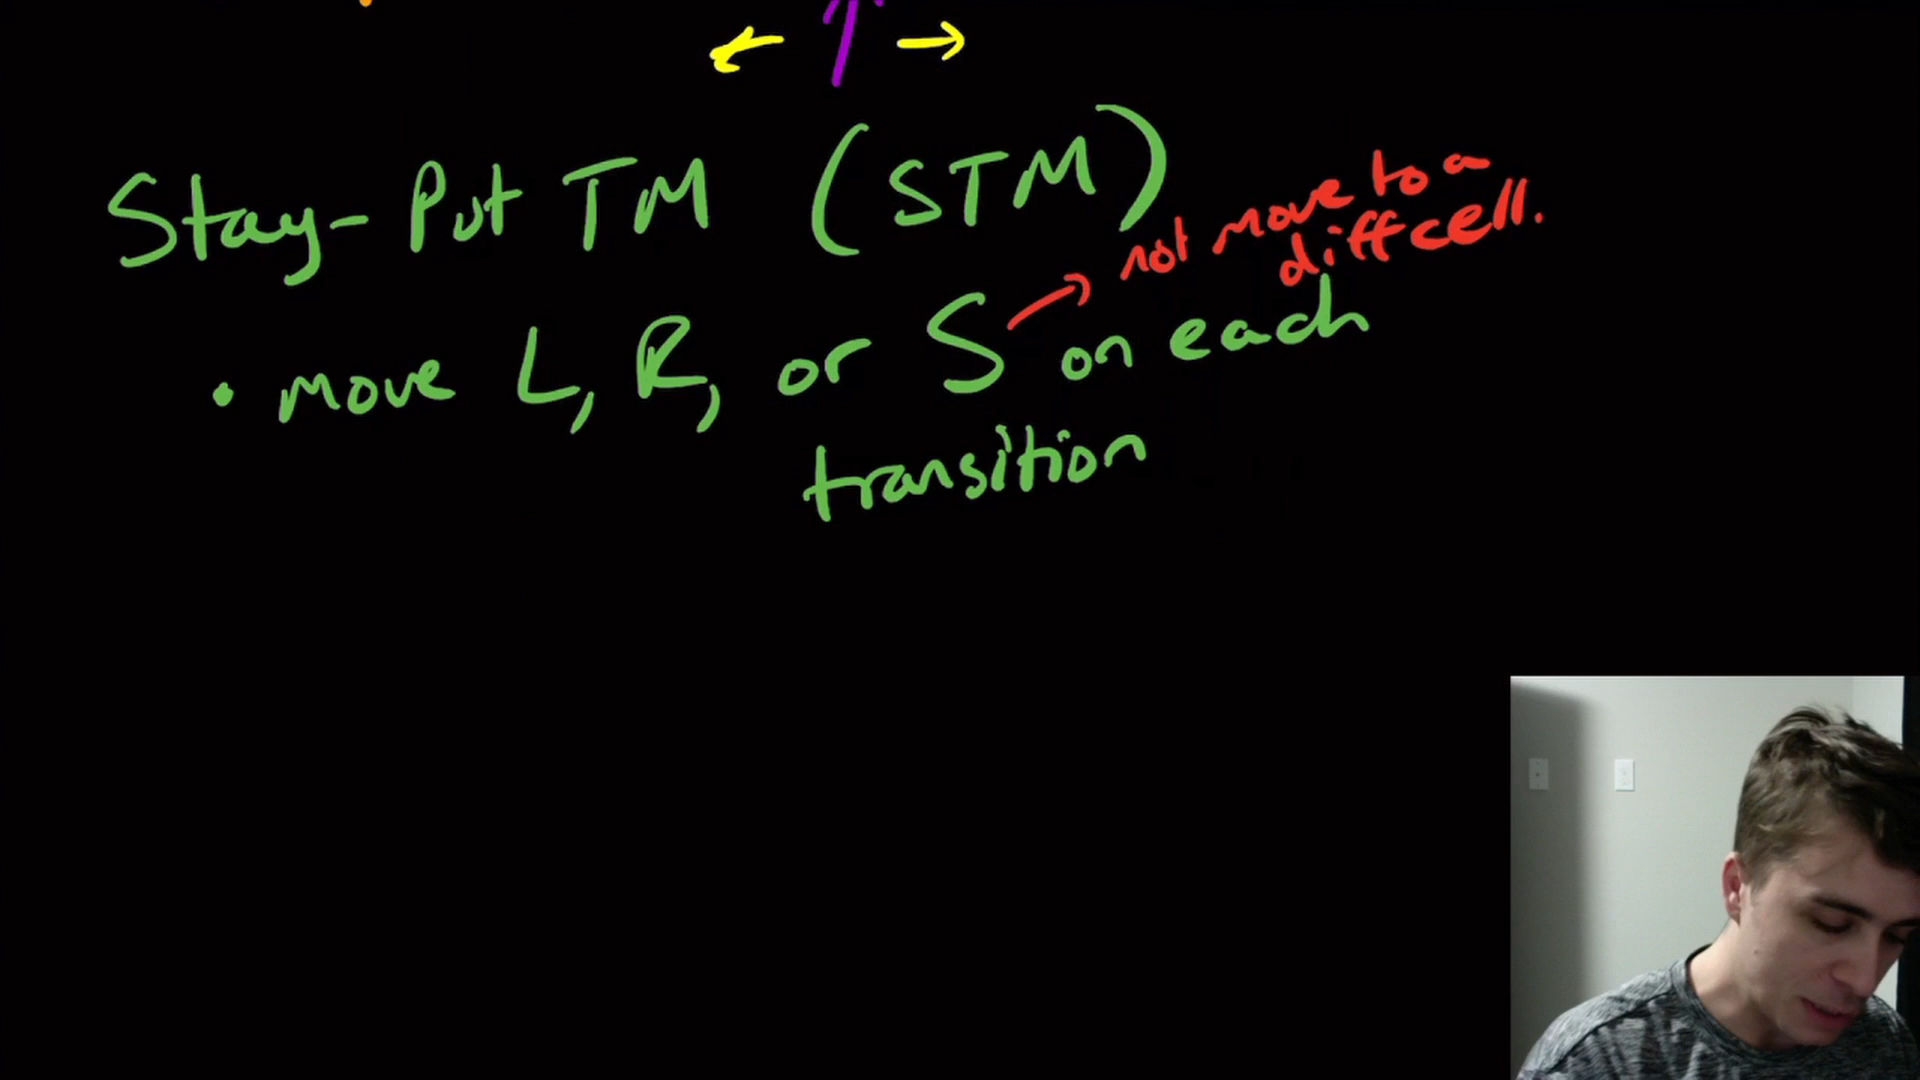 Stay-Put TM (STM)
not move to a
diff cell.
• move L, R, or S on each
transition